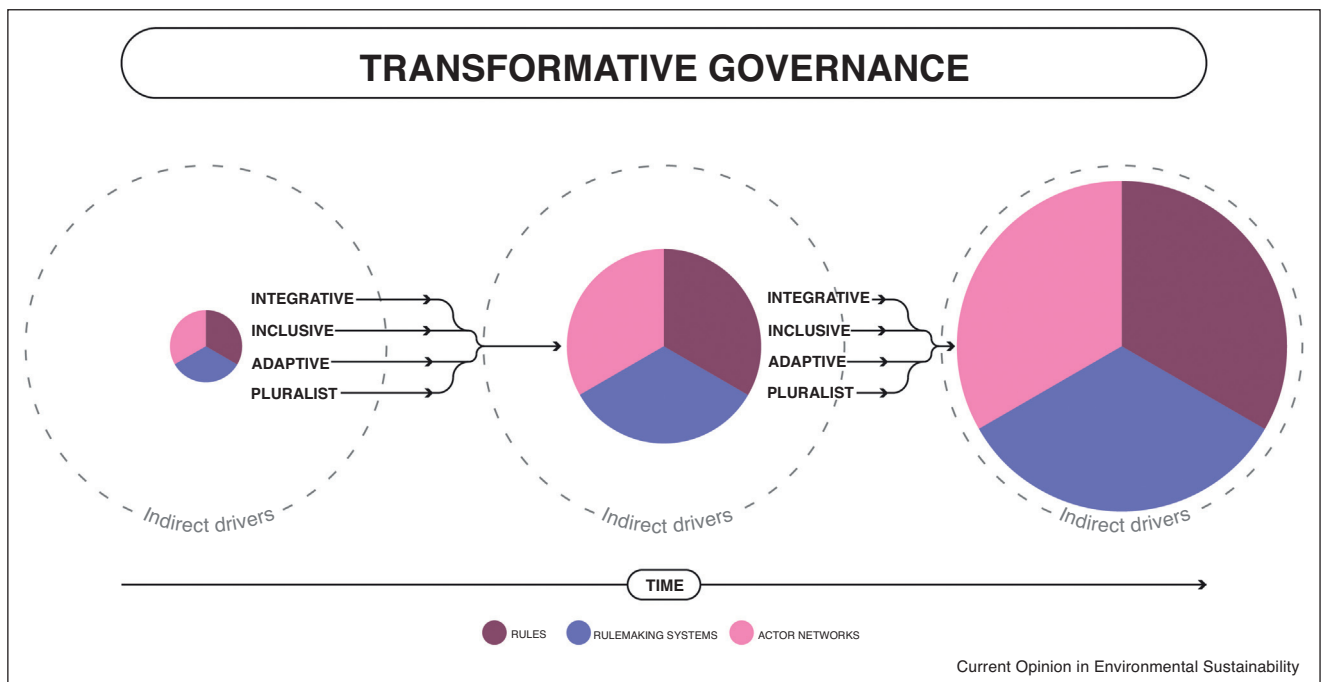 TRANSFORMATIVE GOVERNANCE
INTEGRATIVE
INCLUSIVE
ADAPTIVE
PLURALIST
INTEGRATIVE
INCLUSIVE
ADAPTIVE
PLURALIST
Indirect drivers
Indirect drivers
Indirect drivers
TIME
RULES
RULEMAKING SYSTEMS
ACTOR NETWORKS
Current Opinion in Environmental Sustainability